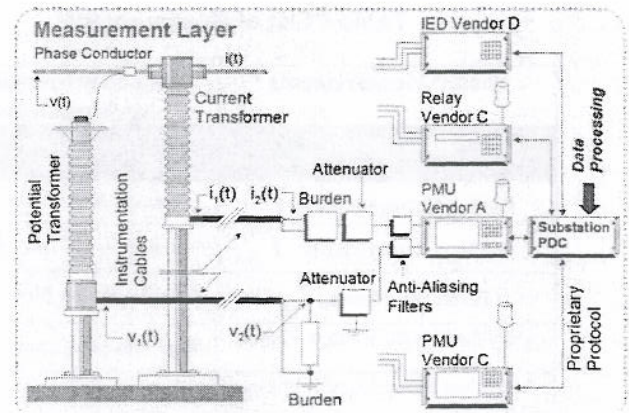 Measurement Layer
Phase Conductor
i(t)
v(t)
Current
Transformer
Potential
Transformer
Instrumentation
Cables
i₁(t)
i₂(t)
Burden
Attenuator
v₁(t)
v₂(t)
Attenuator
Burden
Anti-Aliasing
Filters
IED Vendor D
Relay
Vendor C
PMU
Vendor A
PMU
Vendor C
Data
Processing
Substation
PDC
Proprietary
Protocol